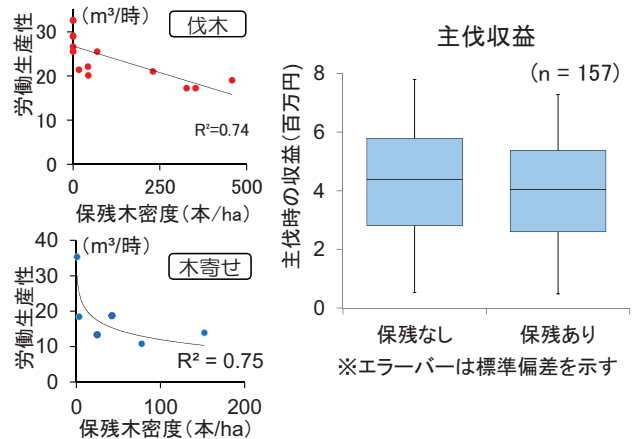 (m³/時)
伐木
労働生産性
30
20
10
0
R²=0.74
0
250
500
保残木密度(本/ha)
(m³/時)
木寄せ
労働生産性
40
30
20
10
0
R² = 0.75
0
100
200
保残木密度(本/ha)
主伐収益
(n = 157)
主伐時の収益(百万円)
8
6
4
2
0
保残なし
保残あり
※エラーバーは標準偏差を示す